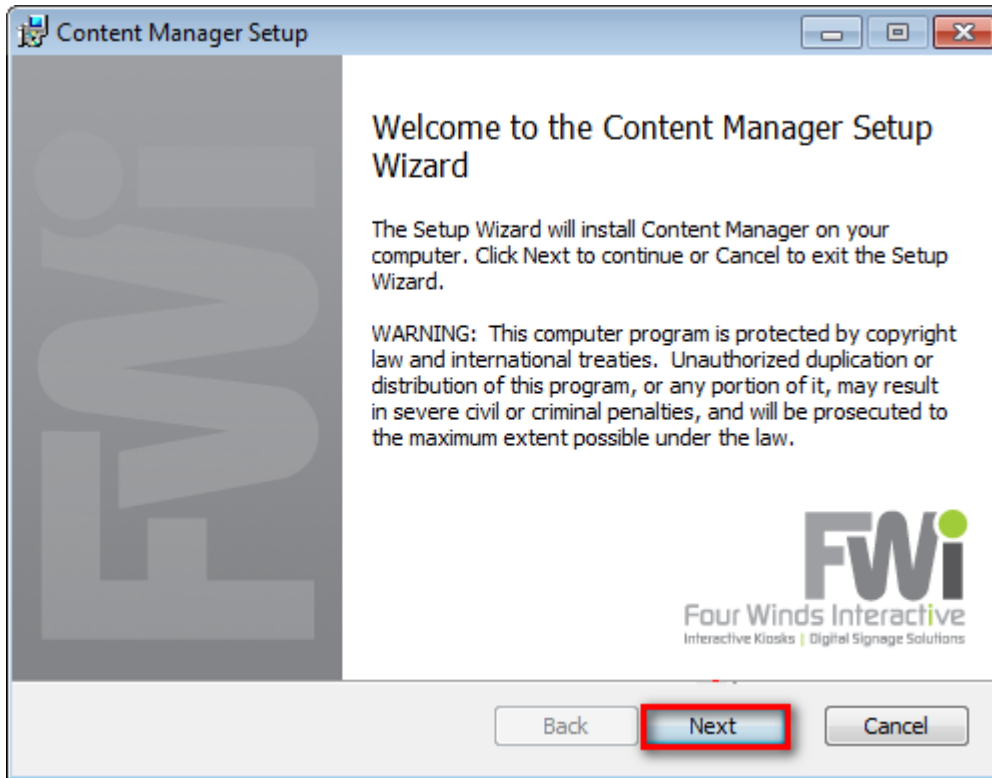 Content Manager Setup
FWi
Welcome to the Content Manager Setup
Wizard
The Setup Wizard will install Content Manager on your
computer. Click Next to continue or Cancel to exit the Setup
Wizard.
WARNING:  This computer program is protected by copyright
law and international treaties.  Unauthorized duplication or
distribution of this program, or any portion of it, may result
in severe civil or criminal penalties, and will be prosecuted to
the maximum extent possible under the law.
FWi
Four Winds Interactive
Interactive Kiosks | Digital Signage Solutions
Back Next Cancel